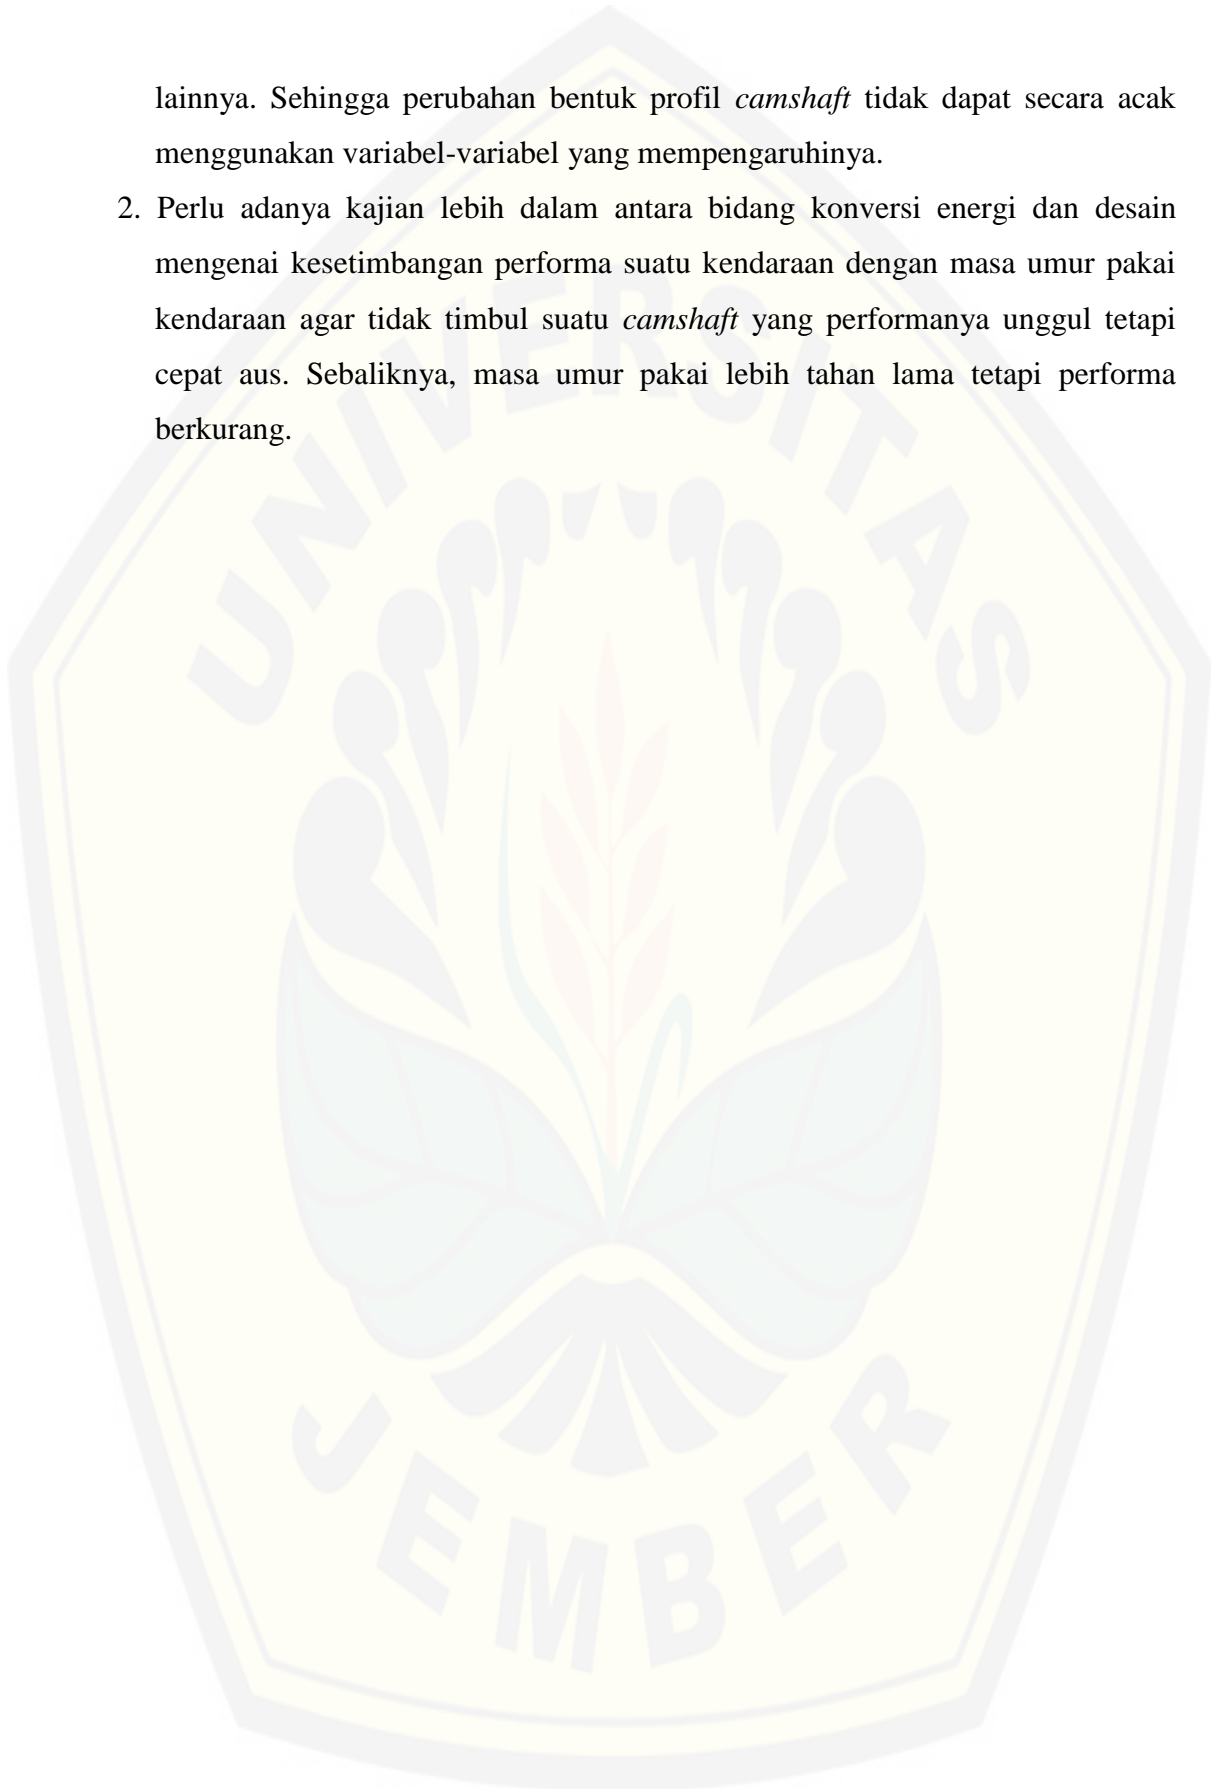 lainnya. Sehingga perubahan bentuk profil camshaft tidak dapat secara acak
menggunakan variabel-variabel yang mempengaruhinya.
2. Perlu adanya kajian lebih dalam antara bidang konversi energi dan desain
mengenai kesetimbangan performa suatu kendaraan dengan masa umur pakai
kendaraan agar tidak timbul suatu camshaft yang performanya unggul tetapi
cepat aus. Sebaliknya, masa umur pakai lebih tahan lama tetapi performa
berkurang.
UNIVERSITAS
JEMBER